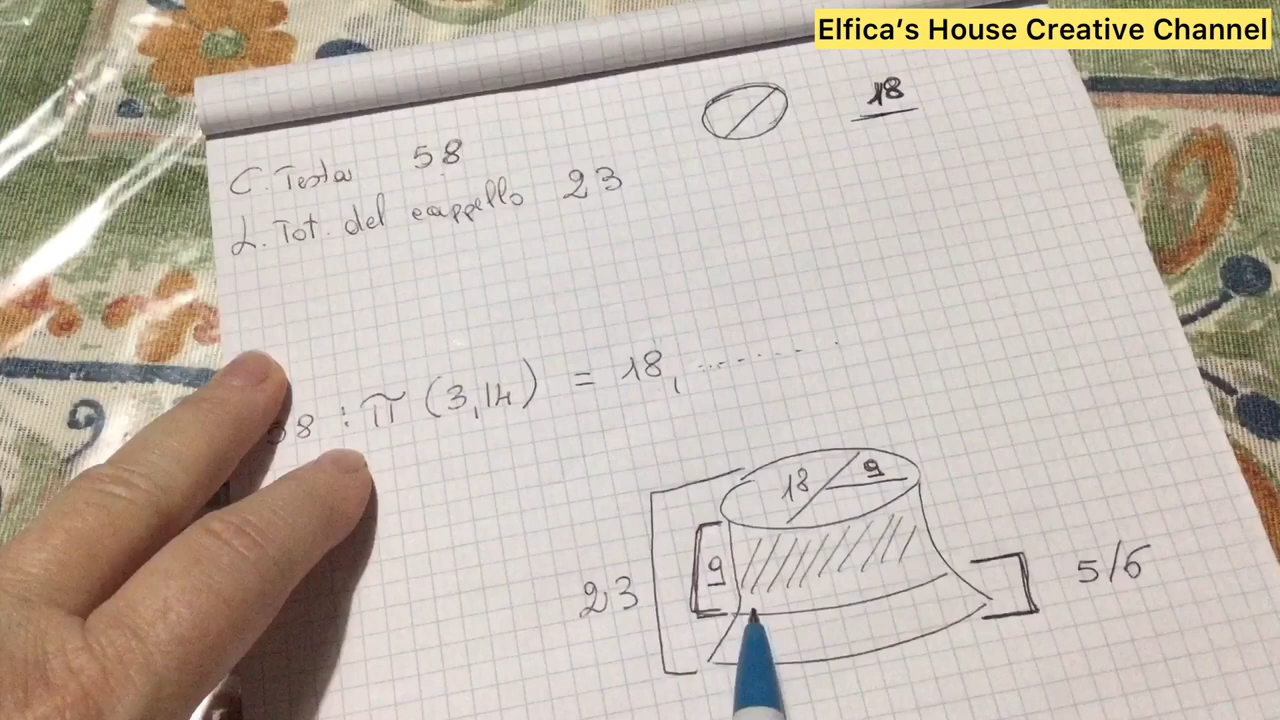 Elfica's House Creative Channel
18
C. Testa 58
L. Tot. del cappello 23
58 : π (3,14) = 18, .......
18 9
9
23
5/6